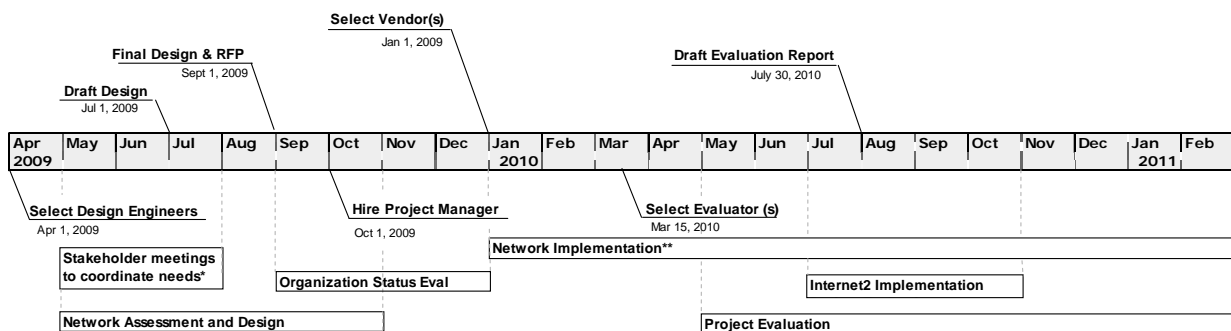 Select Vendor(s)
Jan 1, 2009
Final Design & RFP
Sept 1, 2009
Draft Evaluation Report
July 30, 2010
Draft Design
Jul 1, 2009
Apr May Jun Jul Aug Sep Oct Nov Dec Jan Feb Mar Apr May Jun Jul Aug Sep Oct Nov Dec Jan Feb
2009 2010 2011
Select Design Engineers
Apr 1, 2009
Hire Project Manager
Oct 1, 2009
Select Evaluator (s)
Mar 15, 2010
Network Implementation**
Stakeholder meetings
to coordinate needs*
Organization Status Eval
Internet2 Implementation
Network Assessment and Design
Project Evaluation